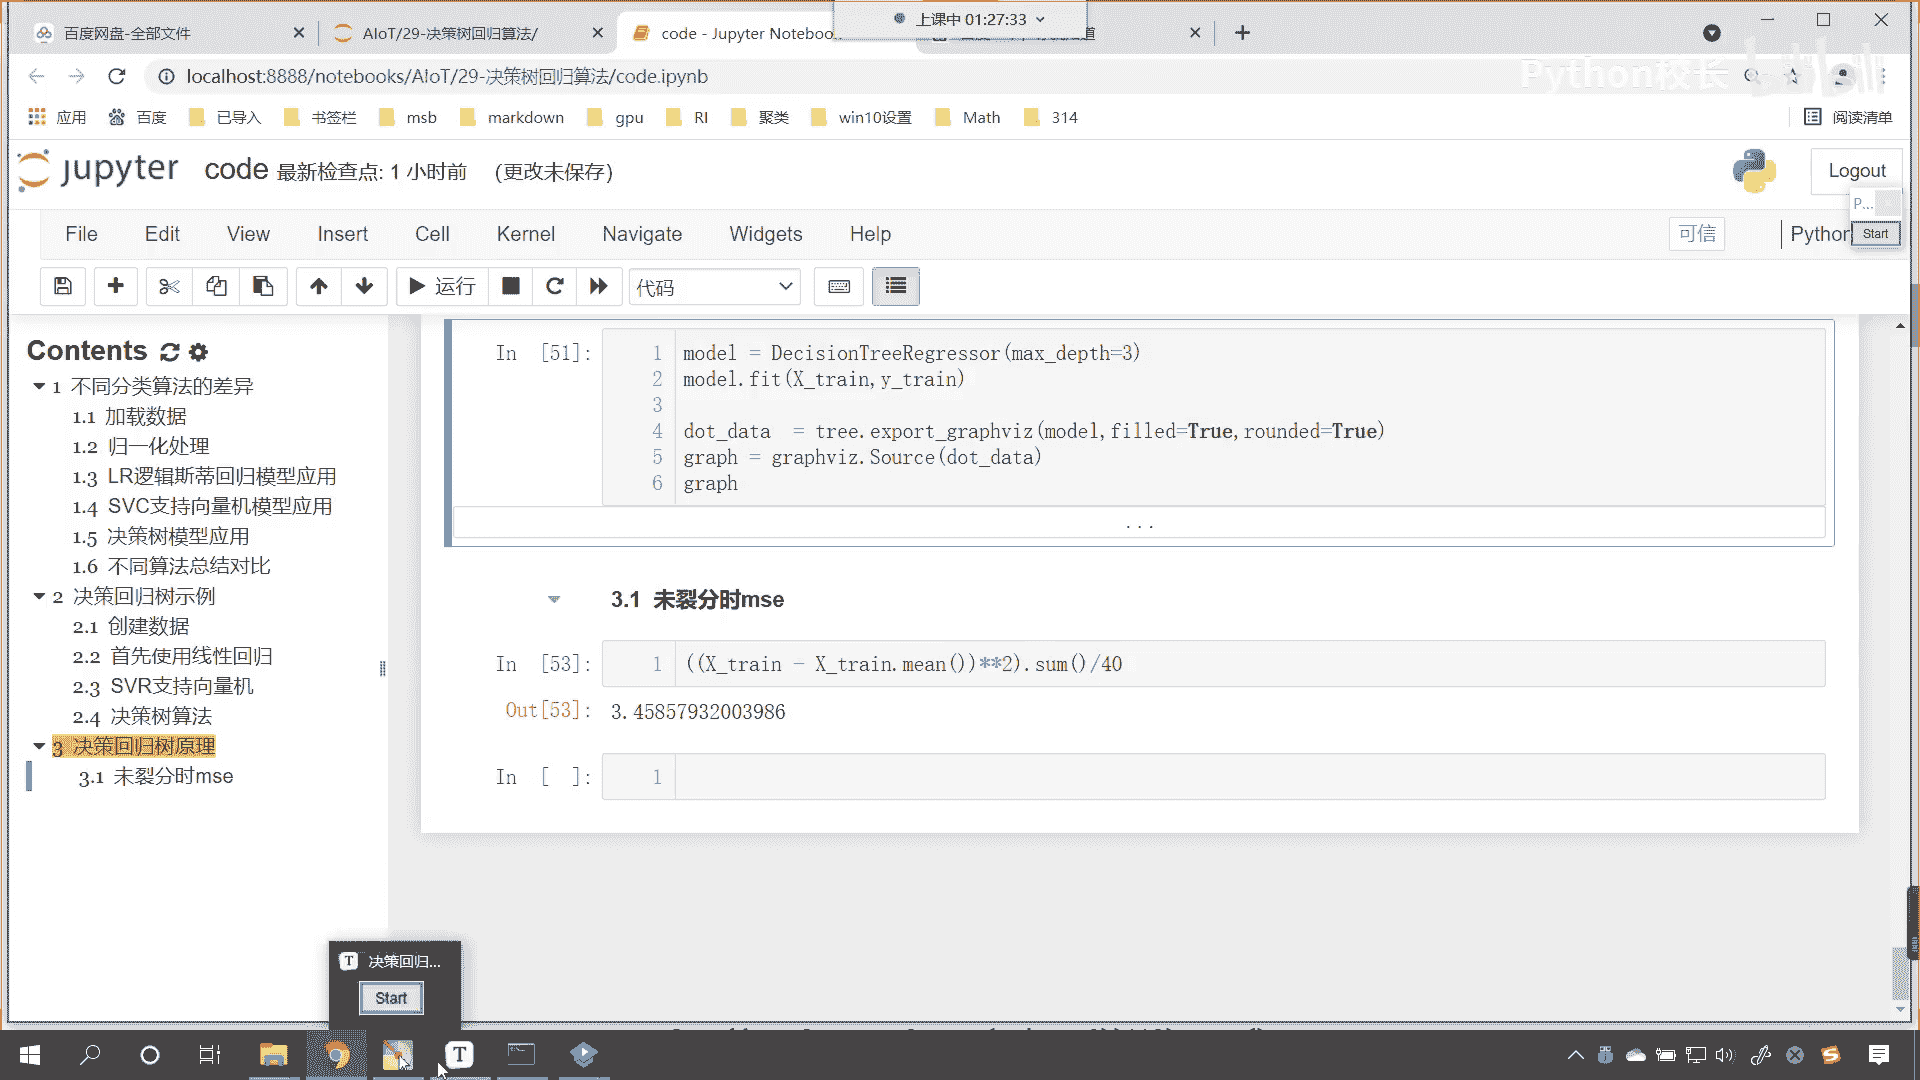 百度网盘-全部文件
AIoT/29-决策树回归算法/
code - Jupyter Noteboo
上课中 01:27:33
道
localhost:8888/notebooks/AIoT/29-决策树回归算法/code.ipynb
Python校长
bilibili
应用
百度
已导入
书签栏
msb
markdown
gpu
RI
聚类
win10设置
Math
314
阅读清单
jupyter
code 最新检查点: 1 小时前 (更改未保存)
Logout
P...
File
Edit
View
Insert
Cell
Kernel
Navigate
Widgets
Help
可信
Python
Start
运行
代码
Contents
1 不同分类算法的差异
1.1 加载数据
1.2 归一化处理
1.3 LR逻辑斯蒂回归模型应用
1.4 SVC支持向量机模型应用
1.5 决策树模型应用
1.6 不同算法总结对比
2 决策回归树示例
2.1 创建数据
2.2 首先使用线性回归
2.3 SVR支持向量机
2.4 决策树算法
3 决策回归树原理
3.1 未裂分时mse
In [51]:
1 model = DecisionTreeRegressor(max_depth=3)
2 model.fit(X_train,y_train)
3
4 dot_data  = tree.export_graphviz(model,filled=True,rounded=True)
5 graph = graphviz.Source(dot_data)
6 graph
...
3.1 未裂分时mse
In [53]:
1 ((X_train - X_train.mean())**2).sum()/40
Out[53]: 3.45857932003986
In [ ]:
1
T 决策回归...
Start
T